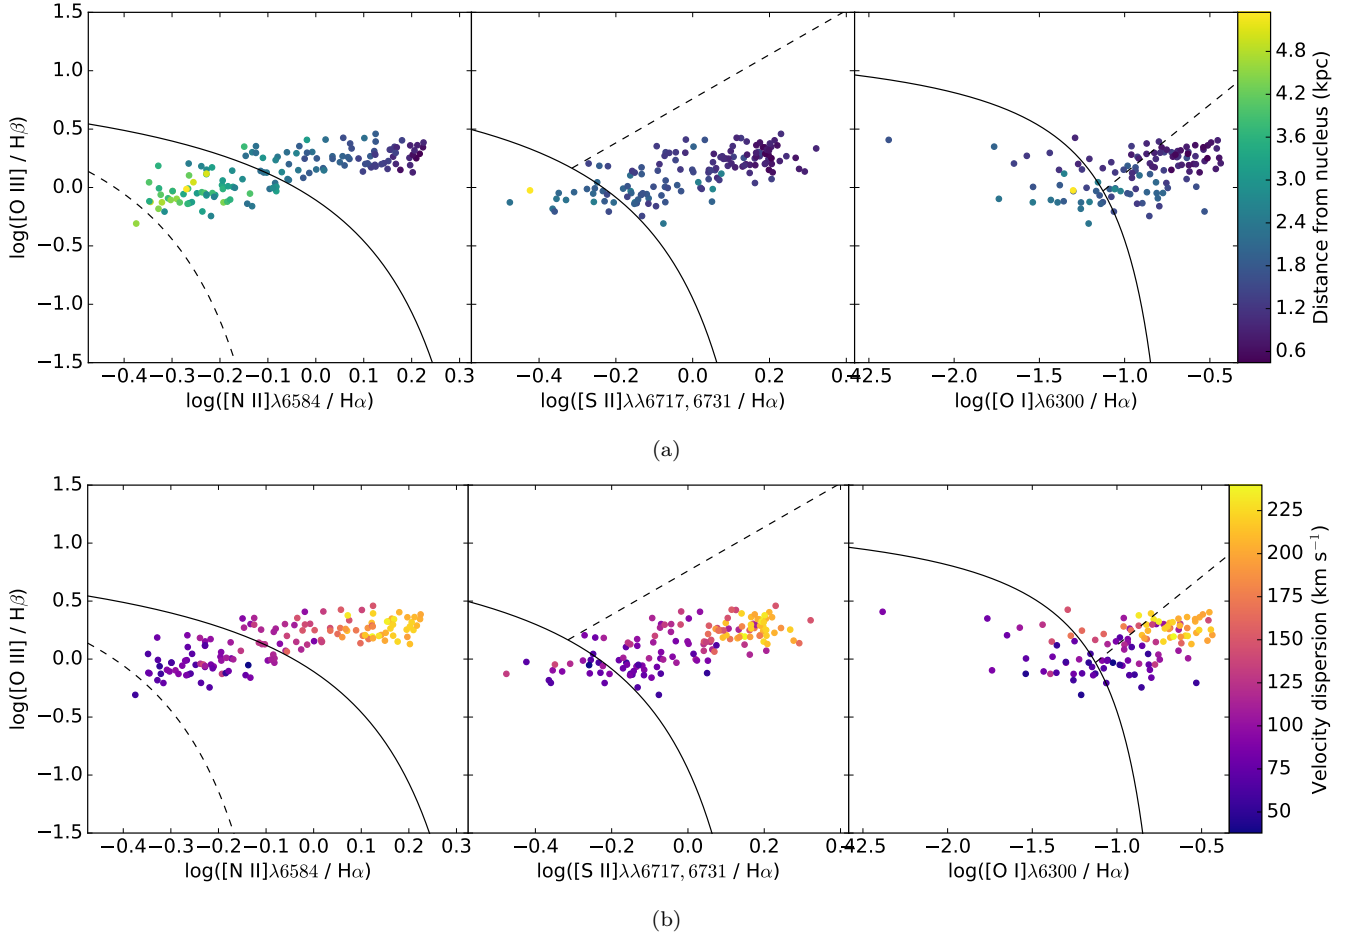 1.5
1.0
0.5
0.0
−0.5
−1.0
−1.5
log([O III] / Hβ)
−0.4 −0.3 −0.2 −0.1 0.0 0.1 0.2 0.3
log([N II]λ6584 / Hα)
−0.4 −0.2 0.0 0.2 0.4
log([S II]λλ6717, 6731 / Hα)
−2.5 −2.0 −1.5 −1.0 −0.5
log([O I]λ6300 / Hα)
4.8
4.2
3.6
3.0
2.4
1.8
1.2
0.6
Distance from nucleus (kpc)
(a)
1.5
1.0
0.5
0.0
−0.5
−1.0
−1.5
log([O III] / Hβ)
−0.4 −0.3 −0.2 −0.1 0.0 0.1 0.2 0.3
log([N II]λ6584 / Hα)
−0.4 −0.2 0.0 0.2 0.4
log([S II]λλ6717, 6731 / Hα)
−2.5 −2.0 −1.5 −1.0 −0.5
log([O I]λ6300 / Hα)
225
200
175
150
125
100
75
50
Velocity dispersion (km s⁻¹)
(b)